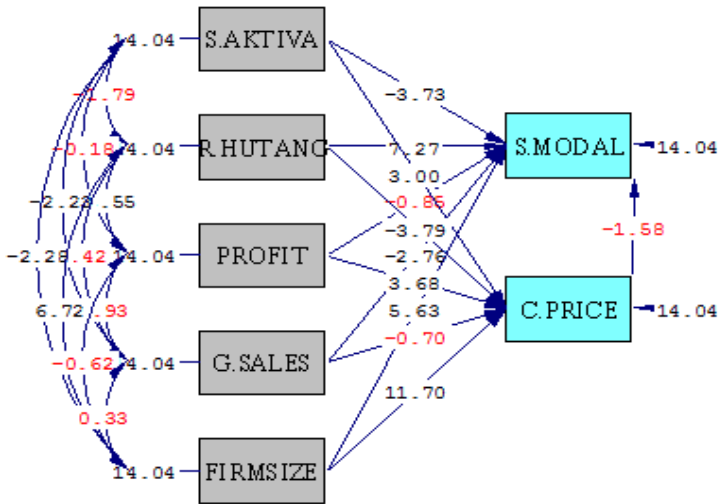 14.04 S.AKTIVA
-1.79
-3.73
-0.18 4.04 R.HUTANG 7.27 S.MODAL 14.04
3.00
-2.22 .55 -0.85
-3.79 -1.58
-2.28 .42 14.04 PROFIT -2.76
3.68
6.72 .93 5.63 C.PRICE 14.04
-0.70
-0.62 4.04 G.SALES
11.70
0.33
14.04 FIRMSIZE